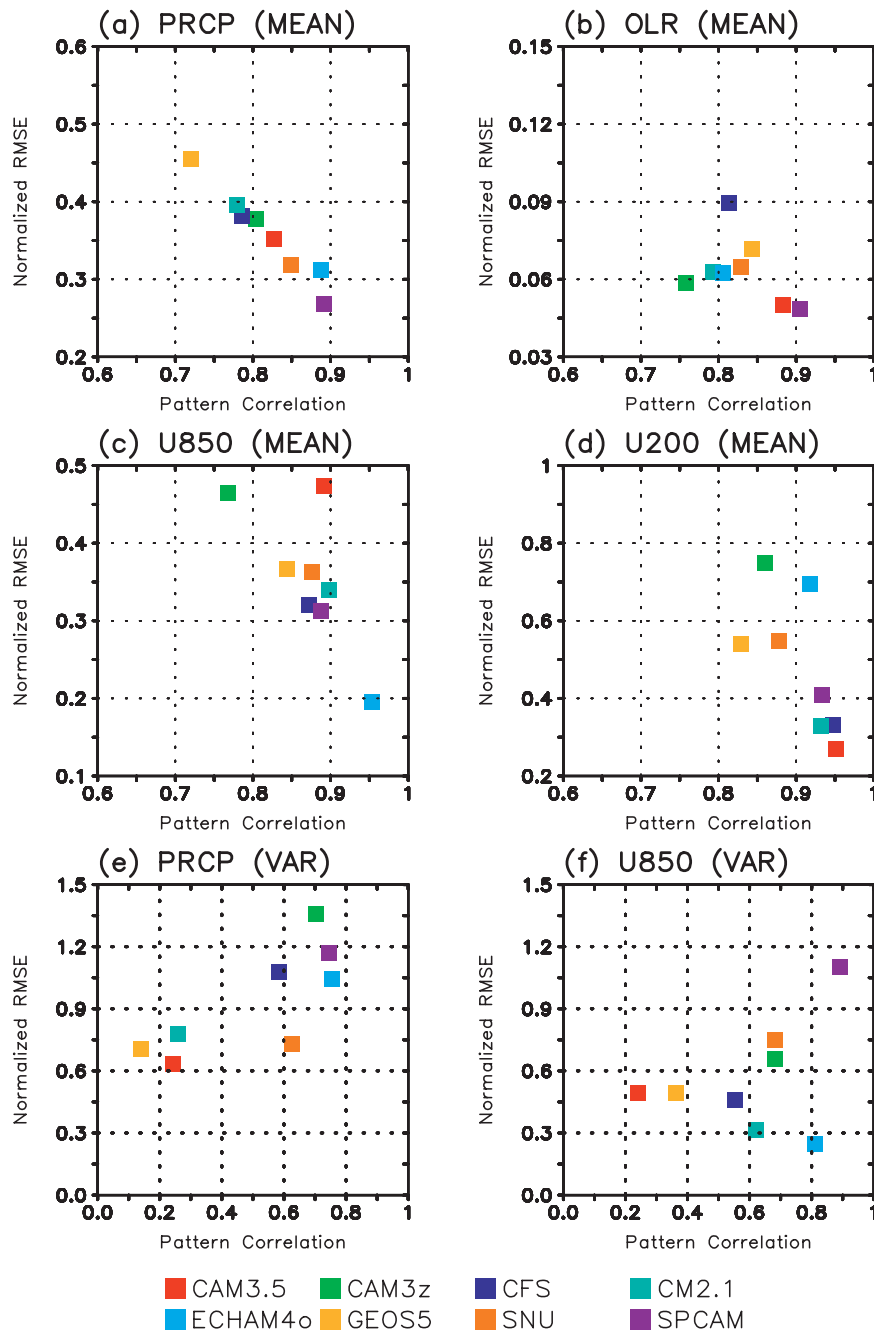 (a) PRCP (MEAN)
0.6
0.5
0.4
0.3
0.2
Normalized RMSE
0.6 0.7 0.8 0.9 1
Pattern Correlation
(b) OLR (MEAN)
0.15
0.12
0.09
0.06
0.03
Normalized RMSE
0.6 0.7 0.8 0.9 1
Pattern Correlation
(c) U850 (MEAN)
0.5
0.4
0.3
0.2
0.1
Normalized RMSE
0.6 0.7 0.8 0.9 1
Pattern Correlation
(d) U200 (MEAN)
1
0.8
0.6
0.4
0.2
Normalized RMSE
0.6 0.7 0.8 0.9 1
Pattern Correlation
(e) PRCP (VAR)
1.5
1.2
0.9
0.6
0.3
0.0
Normalized RMSE
0.0 0.2 0.4 0.6 0.8 1
Pattern Correlation
(f) U850 (VAR)
1.5
1.2
0.9
0.6
0.3
0.0
Normalized RMSE
0.0 0.2 0.4 0.6 0.8 1
Pattern Correlation
CAM3.5 CAM3z CFS CM2.1
ECHAM4o GEOS5 SNU SPCAM